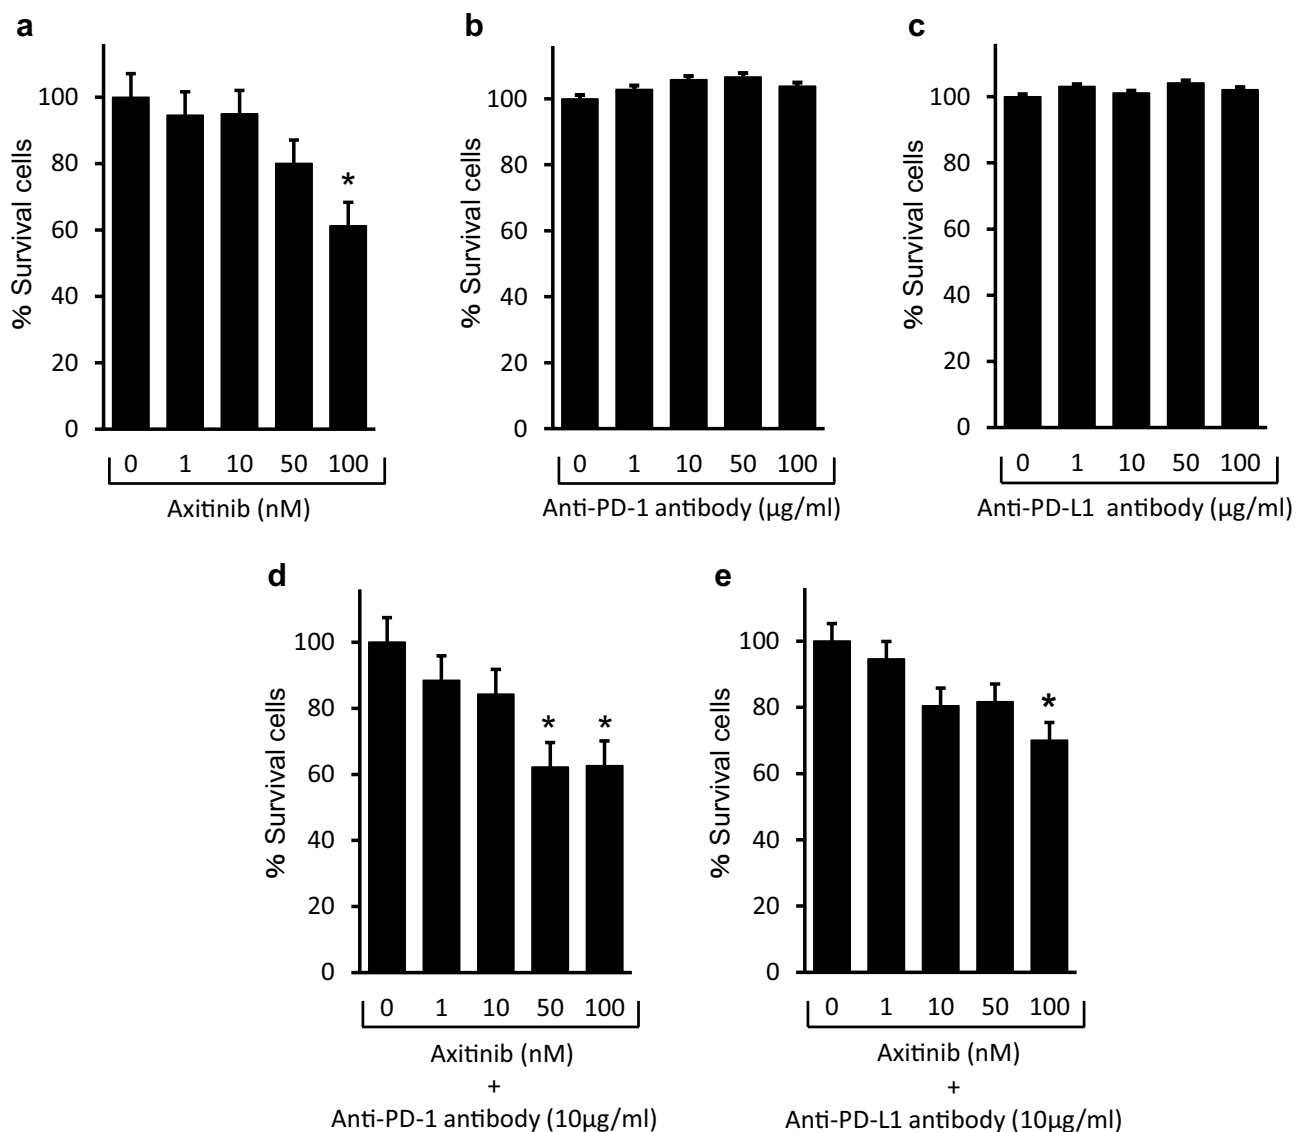 a
% Survival cells
100
80
60
40
20
0
*
0 1 10 50 100
Axitinib (nM)
b
% Survival cells
100
80
60
40
20
0
0 1 10 50 100
Anti-PD-1 antibody (µg/ml)
c
% Survival cells
100
80
60
40
20
0
0 1 10 50 100
Anti-PD-L1 antibody (µg/ml)
d
% Survival cells
100
80
60
40
20
0
* *
0 1 10 50 100
Axitinib (nM)
+
Anti-PD-1 antibody (10µg/ml)
e
% Survival cells
100
80
60
40
20
0
*
0 1 10 50 100
Axitinib (nM)
+
Anti-PD-L1 antibody (10µg/ml)